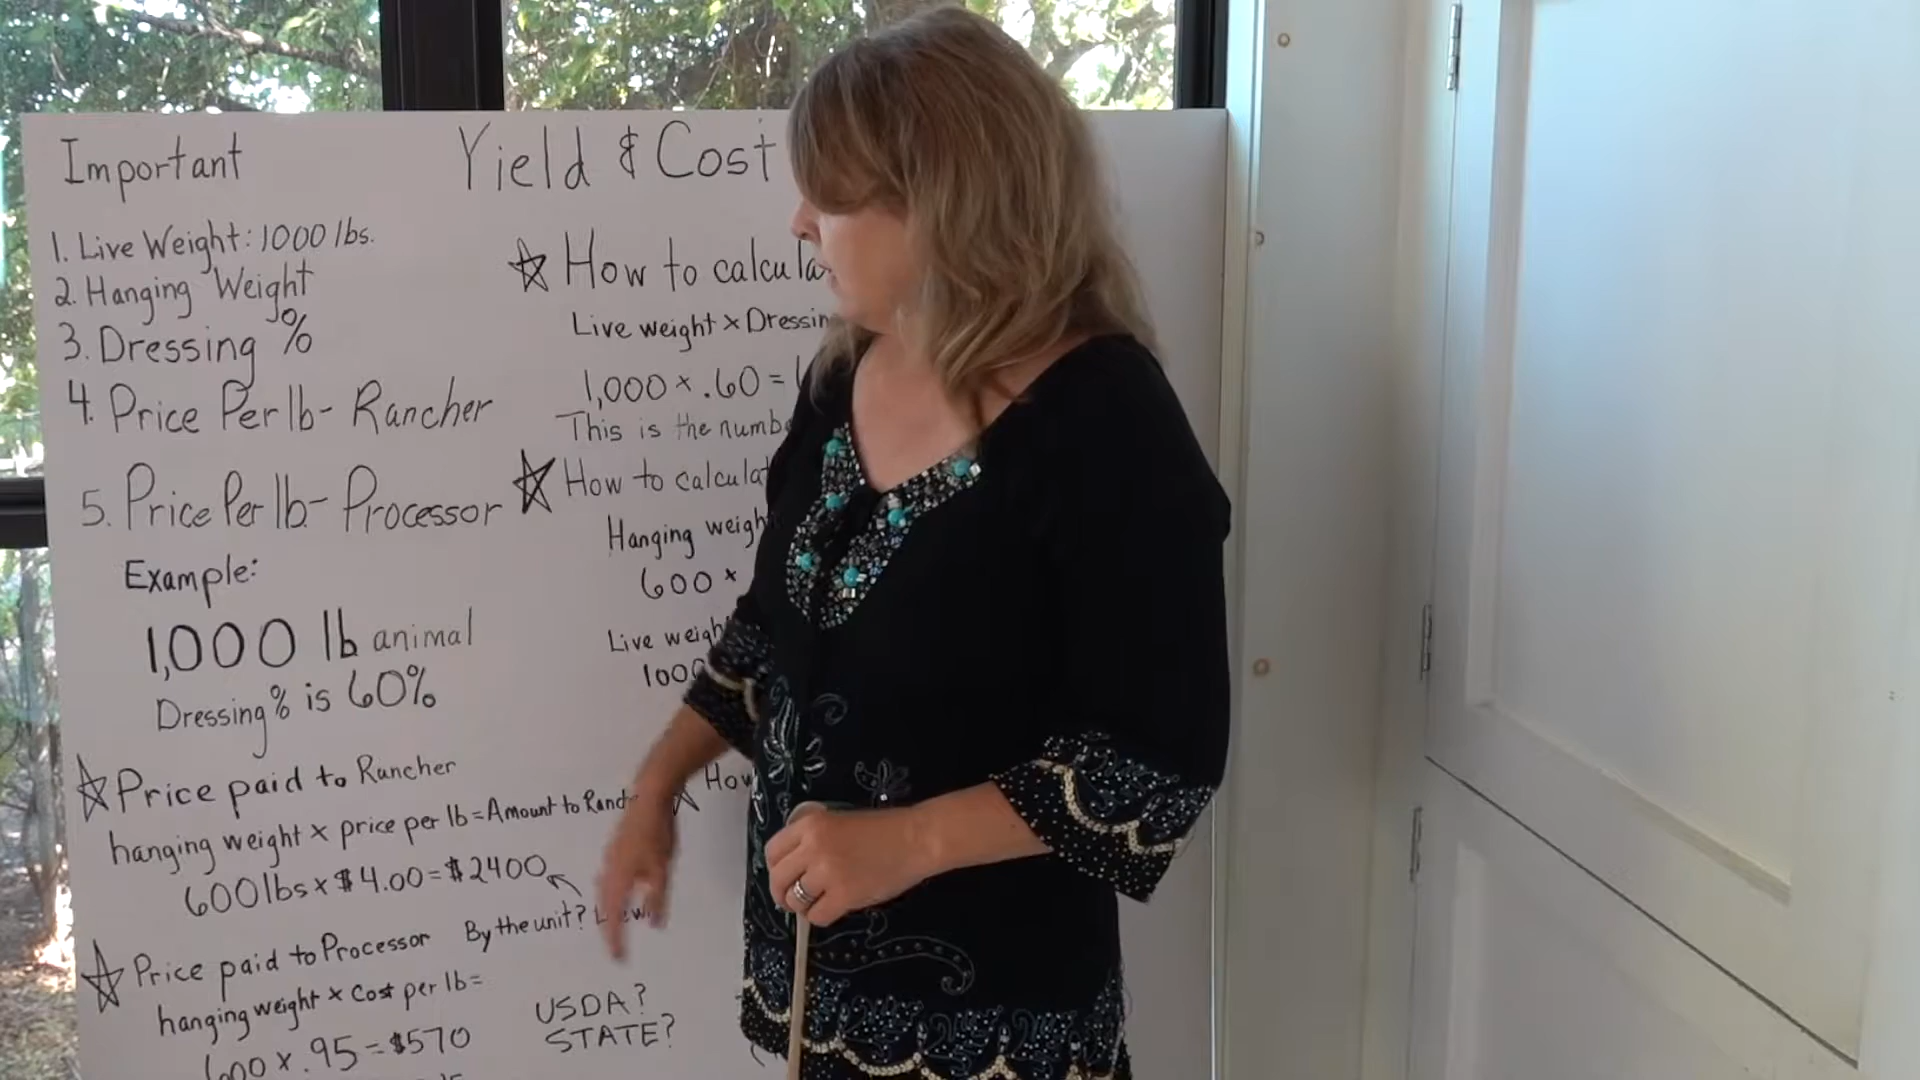 Important
Yield & Cost
1. Live Weight: 1000 lbs.
2. Hanging Weight
3. Dressing %
4. Price Per lb- Rancher
5. Price Per lb- Processor
Example:
1,000 lb animal
Dressing % is 60%
☆ Price paid to Rancher
hanging weight x price per lb = Amount to Ranch
600 lbs x $4.00 = $2400
By the unit?
☆ Price paid to Processor
hanging weight x Cost per lb =
600 x .95 = $570
USDA?
STATE?
☆ How to calcula
Live weight x Dressin
1,000 x .60 =
This is the numb
☆ How to calculat
Hanging weigh
600 x
Live weigh
1000
☆ How